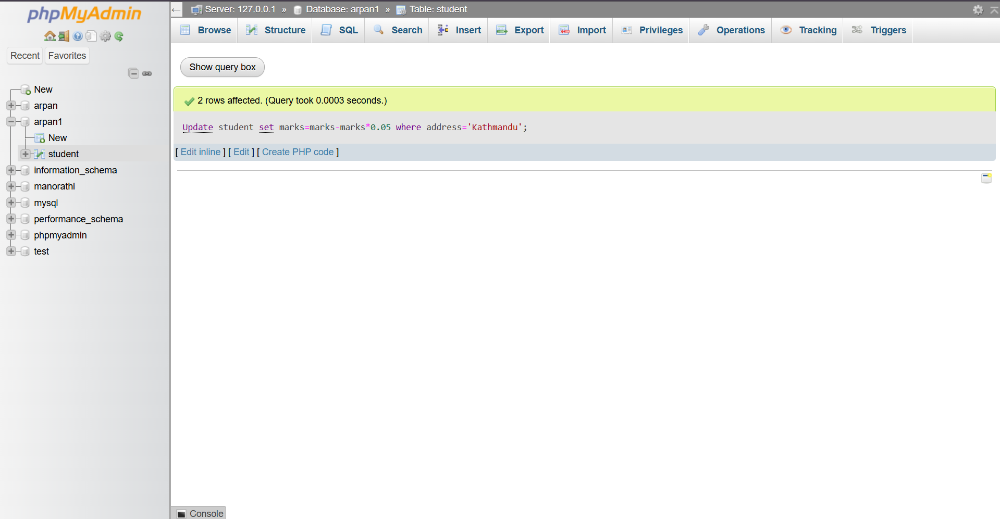 phpMyAdmin
Recent Favorites
New
arpan
arpan1
New
student
information_schema
manorathi
mysql
performance_schema
phpmyadmin
test
Server: 127.0.0.1 » Database: arpan1 » Table: student
Browse Structure SQL Search Insert Export Import Privileges Operations Tracking Triggers
Show query box
2 rows affected. (Query took 0.0003 seconds.)
Update student set marks=marks-marks*0.05 where address='Kathmandu';
[ Edit inline ] [ Edit ] [ Create PHP code ]
Console